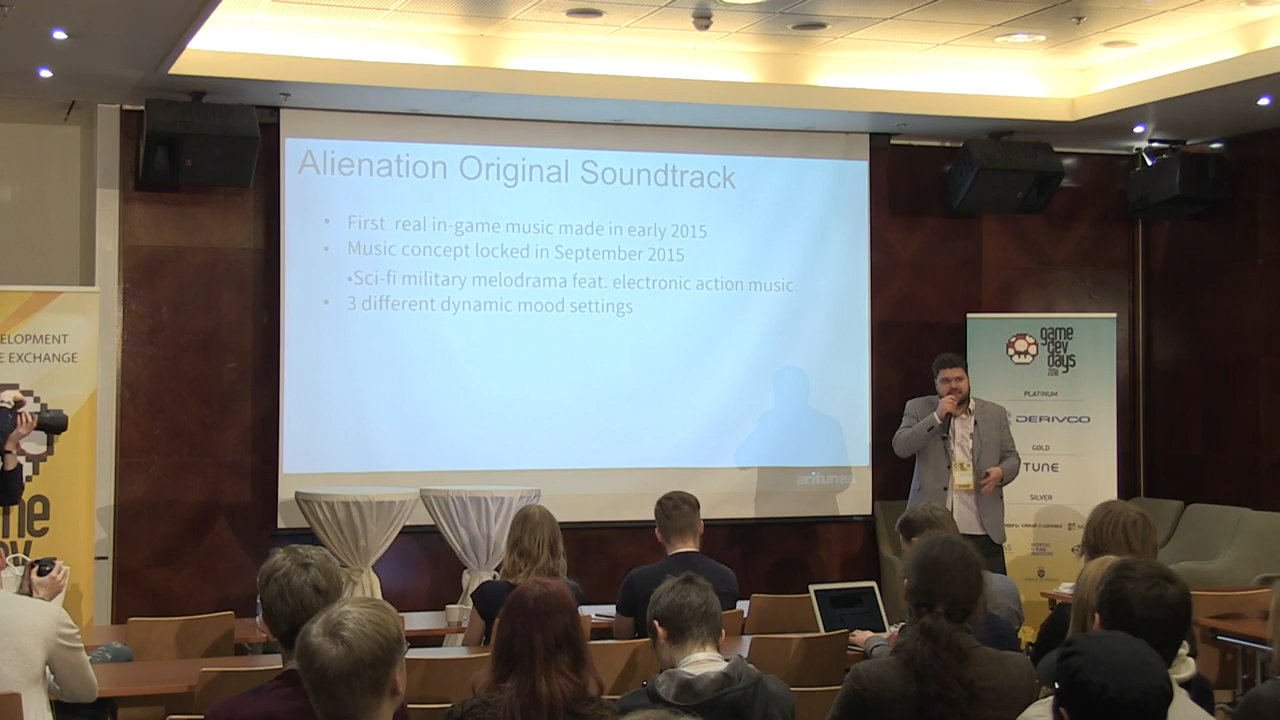 Alienation Original Soundtrack
• First real in-game music made in early 2015
• Music concept locked in September 2015
•Sci-fi military melodrama feat. electronic action music
• 3 different dynamic mood settings
aritunes
ELOPMENT
E EXCHANGE
game
dev
days
PLATINUM
DERIVCO
GOLD
TUNE
SILVER